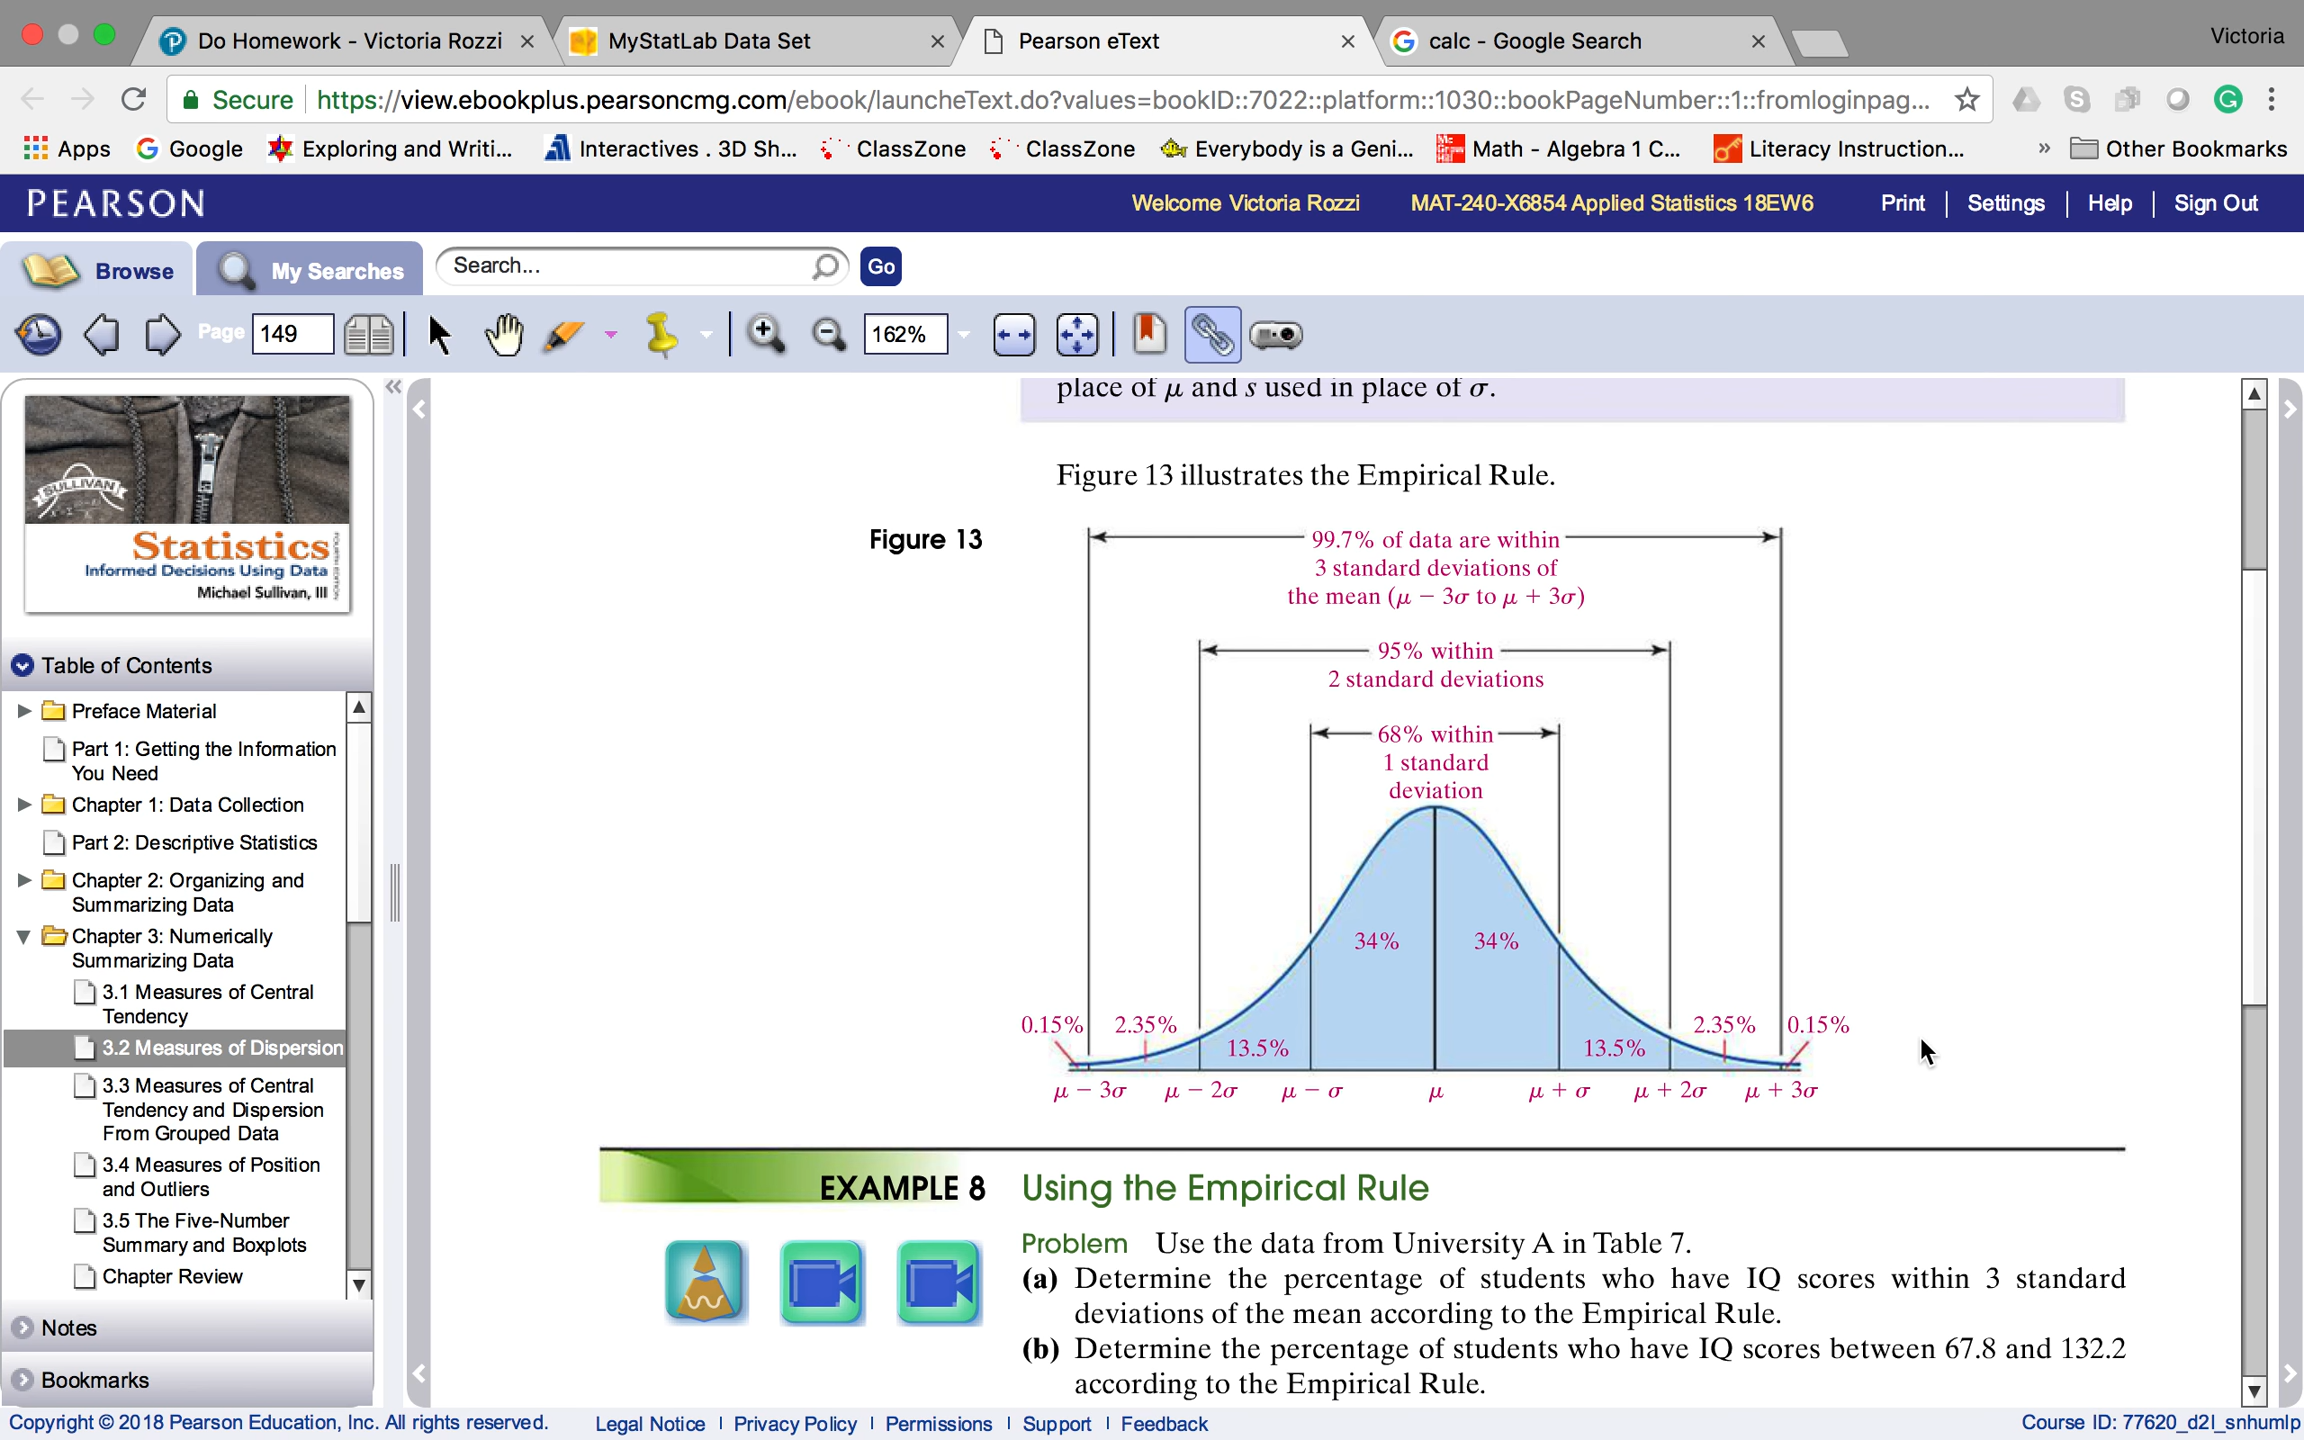 Do Homework - Victoria Rozzi
MyStatLab Data Set
Pearson eText
calc - Google Search
Victoria
Secure
https://view.ebookplus.pearsoncmg.com/ebook/launcheText.do?values=bookID::7022::platform::1030::bookPageNumber::1::fromloginpag...
Apps
Google
Exploring and Writi...
Interactives . 3D Sh...
ClassZone
ClassZone
Everybody is a Geni...
Math - Algebra 1 C...
Literacy Instruction...
»
Other Bookmarks
PEARSON
Welcome Victoria Rozzi
MAT-240-X6854 Applied Statistics 18EW6
Print | Settings | Help | Sign Out
Browse
My Searches
Search...
Go
Page 149
162%
SULLIVAN
Statistics
Informed Decisions Using Data
Michael Sullivan, III
Table of Contents
Preface Material
Part 1: Getting the Information
You Need
Chapter 1: Data Collection
Part 2: Descriptive Statistics
Chapter 2: Organizing and
Summarizing Data
Chapter 3: Numerically
Summarizing Data
3.1 Measures of Central
Tendency
3.2 Measures of Dispersion
3.3 Measures of Central
Tendency and Dispersion
From Grouped Data
3.4 Measures of Position
and Outliers
3.5 The Five-Number
Summary and Boxplots
Chapter Review
Notes
Bookmarks
place of μ and s used in place of σ.
Figure 13 illustrates the Empirical Rule.
Figure 13
99.7% of data are within
3 standard deviations of
the mean (μ − 3σ to μ + 3σ)
95% within
2 standard deviations
68% within
1 standard
deviation
34% 34%
0.15% 2.35% 2.35% 0.15%
13.5% 13.5%
μ − 3σ μ − 2σ μ − σ μ μ + σ μ + 2σ μ + 3σ
EXAMPLE 8 Using the Empirical Rule
Problem Use the data from University A in Table 7.
(a) Determine the percentage of students who have IQ scores within 3 standard
deviations of the mean according to the Empirical Rule.
(b) Determine the percentage of students who have IQ scores between 67.8 and 132.2
according to the Empirical Rule.
Copyright © 2018 Pearson Education, Inc. All rights reserved.
Legal Notice | Privacy Policy | Permissions | Support | Feedback
Course ID: 77620_d2l_snhumlp